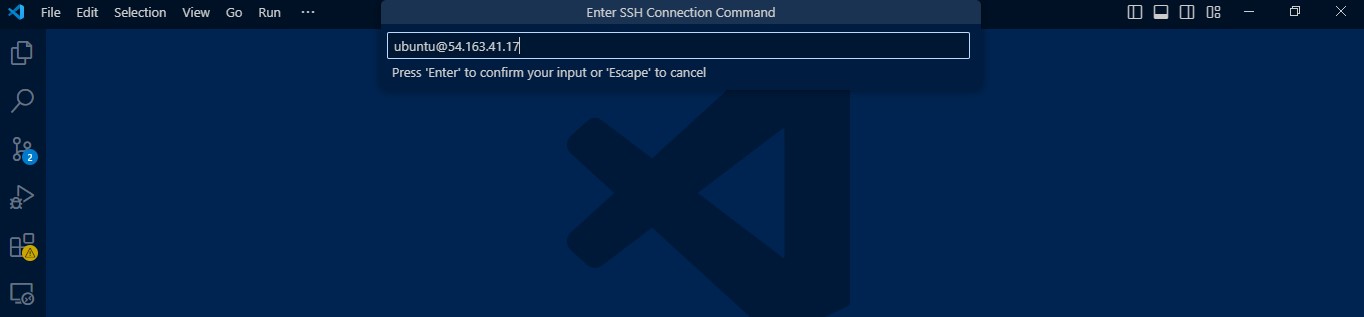 File Edit Selection View Go Run ···
Enter SSH Connection Command
ubuntu@54.163.41.17
Press 'Enter' to confirm your input or 'Escape' to cancel
2